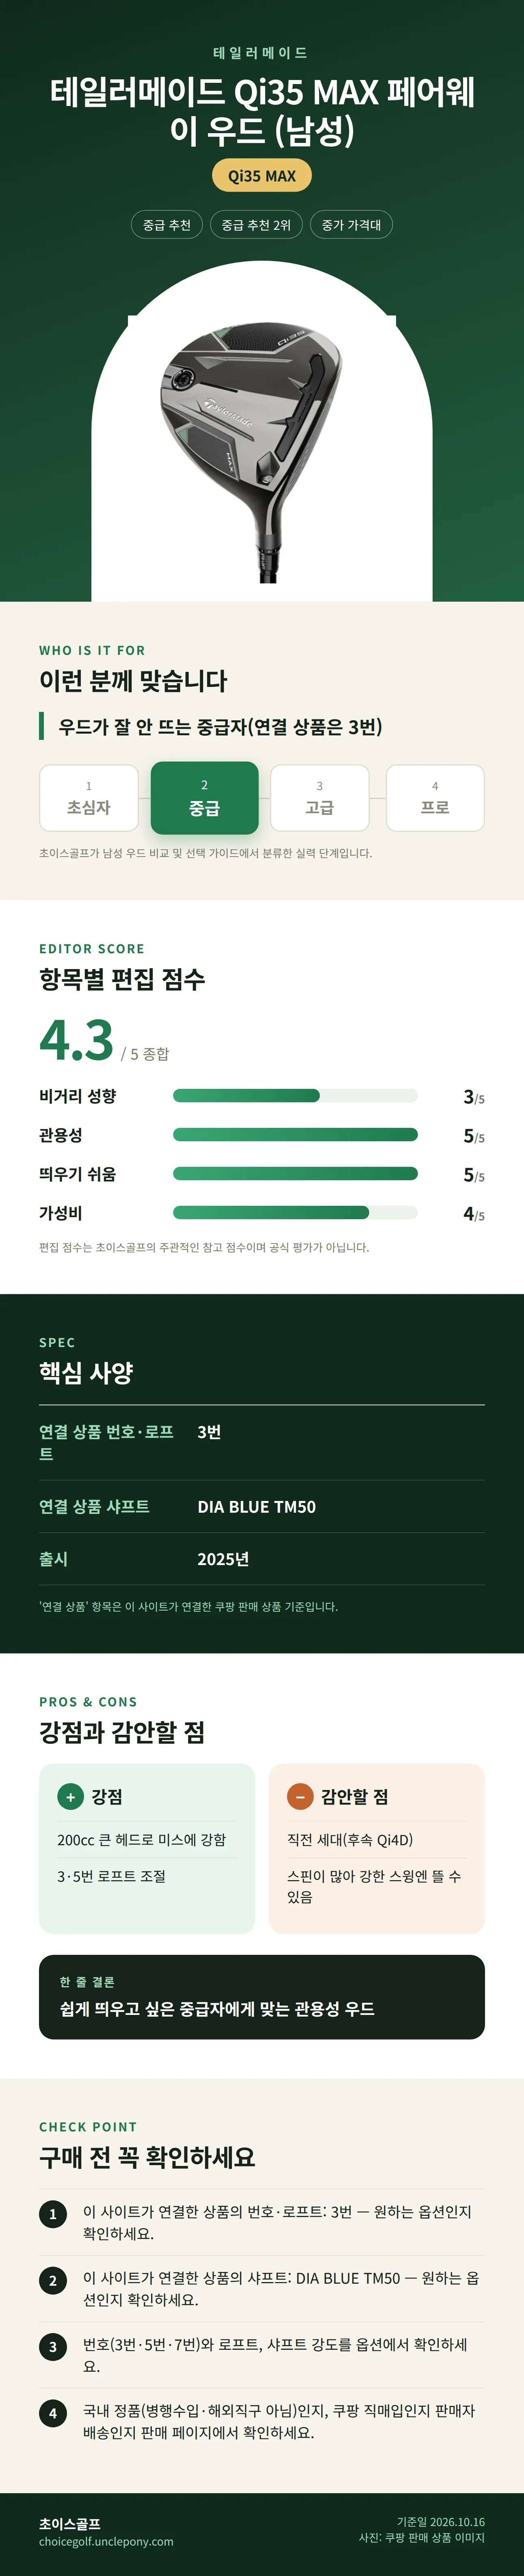 테일러메이드
테일러메이드 Qi35 MAX 페어웨
이 우드 (남성)
Qi35 MAX
중급 추천
중급 추천 2위
중가 가격대
Qi35
TaylorMade
MAX
WHO IS IT FOR
이런 분께 맞습니다
우드가 잘 안 뜨는 중급자(연결 상품은 3번)
1
초심자
2
중급
3
고급
4
프로
초이스골프가 남성 우드 비교 및 선택 가이드에서 분류한 실력 단계입니다.
EDITOR SCORE
항목별 편집 점수
4.3 / 5 종합
비거리 성향 3/5
관용성 5/5
띄우기 쉬움 5/5
가성비 4/5
편집 점수는 초이스골프의 주관적인 참고 점수이며 공식 평가가 아닙니다.
SPEC
핵심 사양
연결 상품 번호·로프
트
3번
연결 상품 샤프트 DIA BLUE TM50
출시 2025년
'연결 상품' 항목은 이 사이트가 연결한 쿠팡 판매 상품 기준입니다.
PROS & CONS
강점과 감안할 점
+ 강점
200cc 큰 헤드로 미스에 강함
3·5번 로프트 조절
− 감안할 점
직전 세대(후속 Qi4D)
스핀이 많아 강한 스윙엔 뜰 수
있음
한 줄 결론
쉽게 띄우고 싶은 중급자에게 맞는 관용성 우드
CHECK POINT
구매 전 꼭 확인하세요
1 이 사이트가 연결한 상품의 번호·로프트: 3번 — 원하는 옵션인지
확인하세요.
2 이 사이트가 연결한 상품의 샤프트: DIA BLUE TM50 — 원하는 옵
션인지 확인하세요.
3 번호(3번·5번·7번)와 로프트, 샤프트 강도를 옵션에서 확인하세
요.
4 국내 정품(병행수입·해외직구 아님)인지, 쿠팡 직매입인지 판매자
배송인지 판매 페이지에서 확인하세요.
초이스골프
choicegolf.unclepony.com
기준일 2026.10.16
사진: 쿠팡 판매 상품 이미지